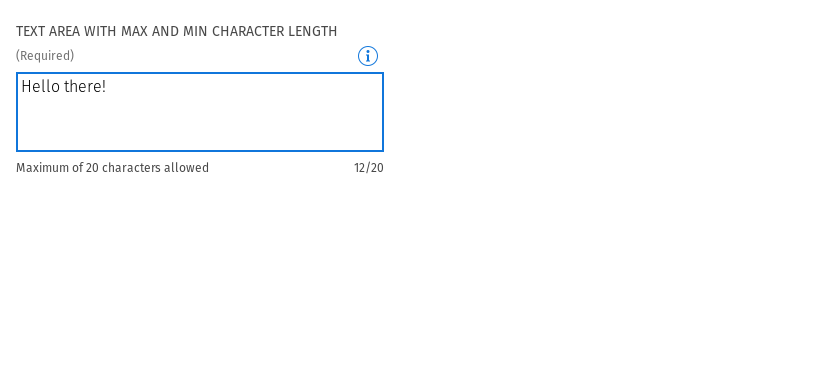 TEXT AREA WITH MAX AND MIN CHARACTER LENGTH
(Required)
Hello there!
Maximum of 20 characters allowed 12/20